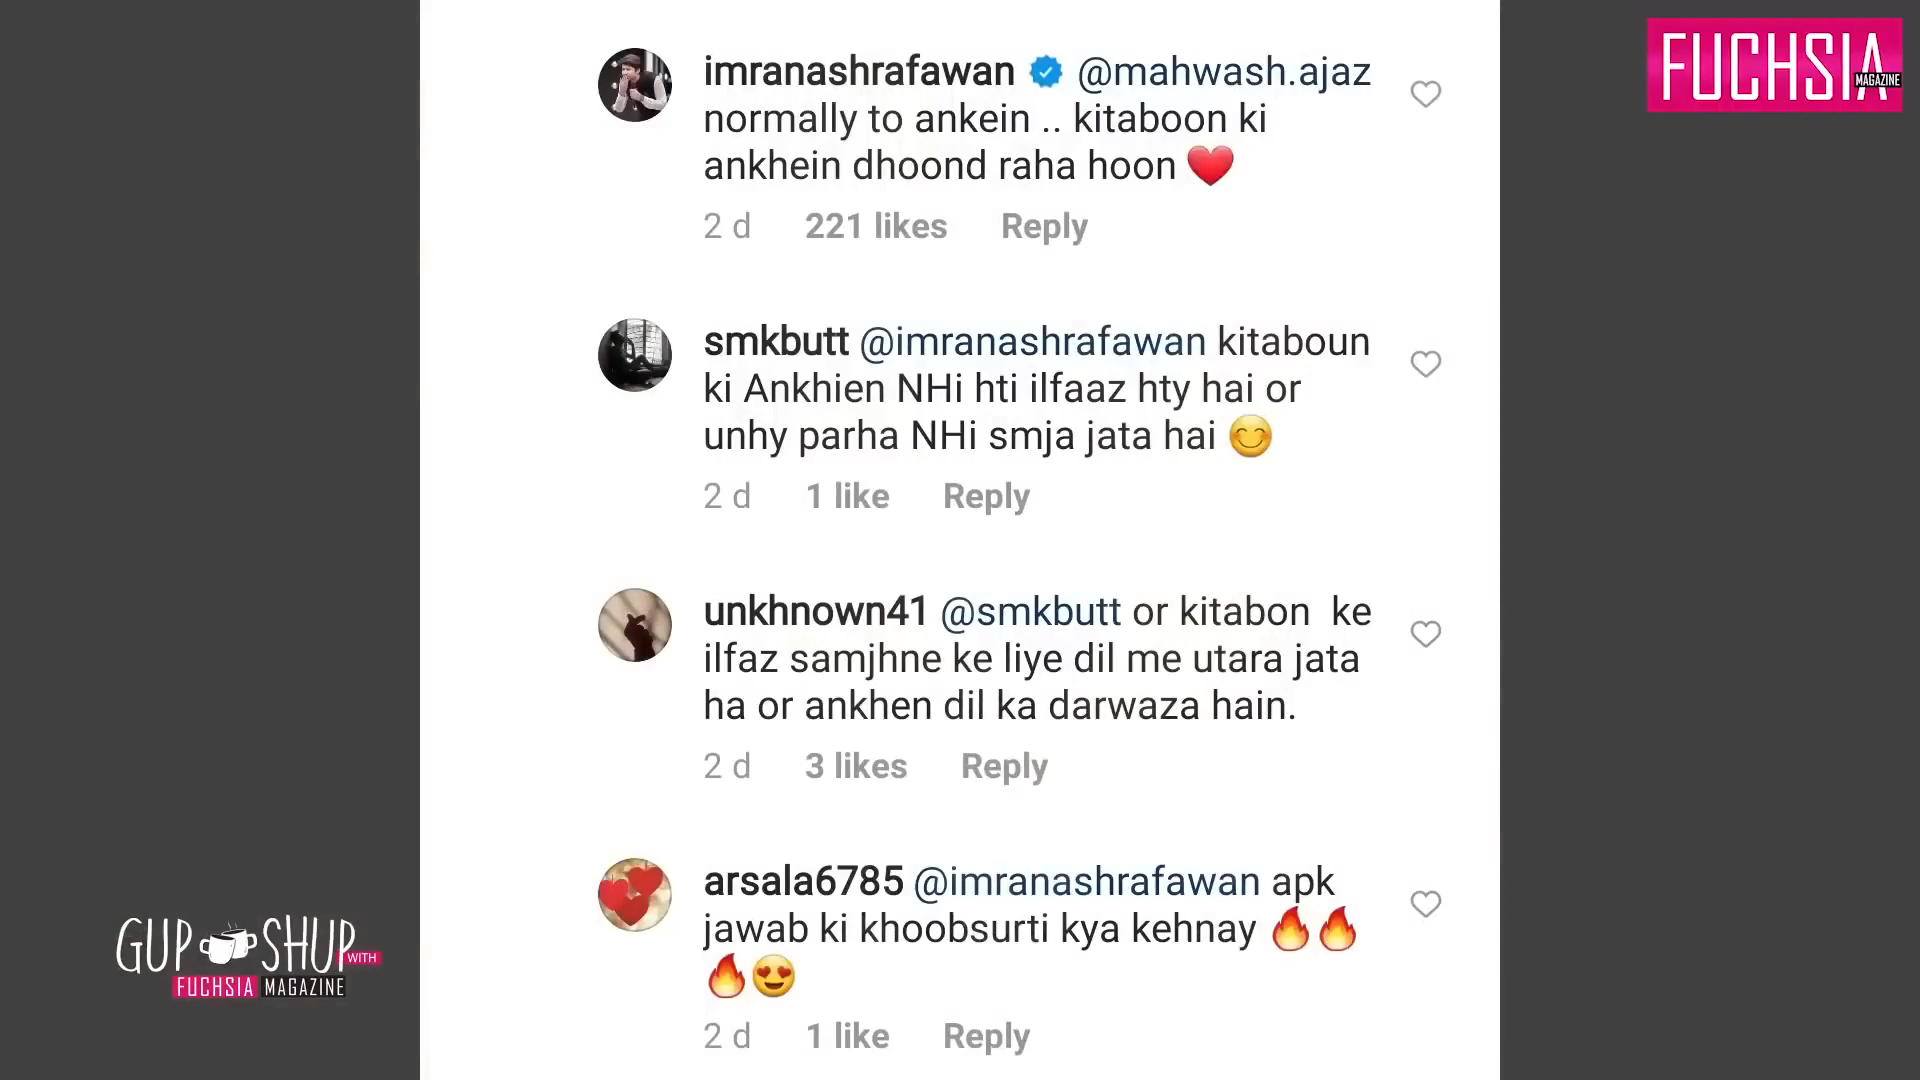 imranashrafawan @mahwash.ajaz
normally to ankein .. kitaboon ki
ankhein dhoond raha hoon ❤️
2 d 221 likes Reply
smkbutt @imranashrafawan kitaboun
ki Ankhien NHi hti ilfaaz hty hai or
unhy parha NHi smja jata hai 😊
2 d 1 like Reply
unkhnown41 @smkbutt or kitabon ke
ilfaz samjhne ke liye dil me utara jata
ha or ankhen dil ka darwaza hain.
2 d 3 likes Reply
arsala6785 @imranashrafawan apk
jawab ki khoobsurti kya kehnay 🔥🔥
🔥😍
2 d 1 like Reply
FUCHSIA
MAGAZINE
GUP SHUP
WITH
FUCHSIA MAGAZINE